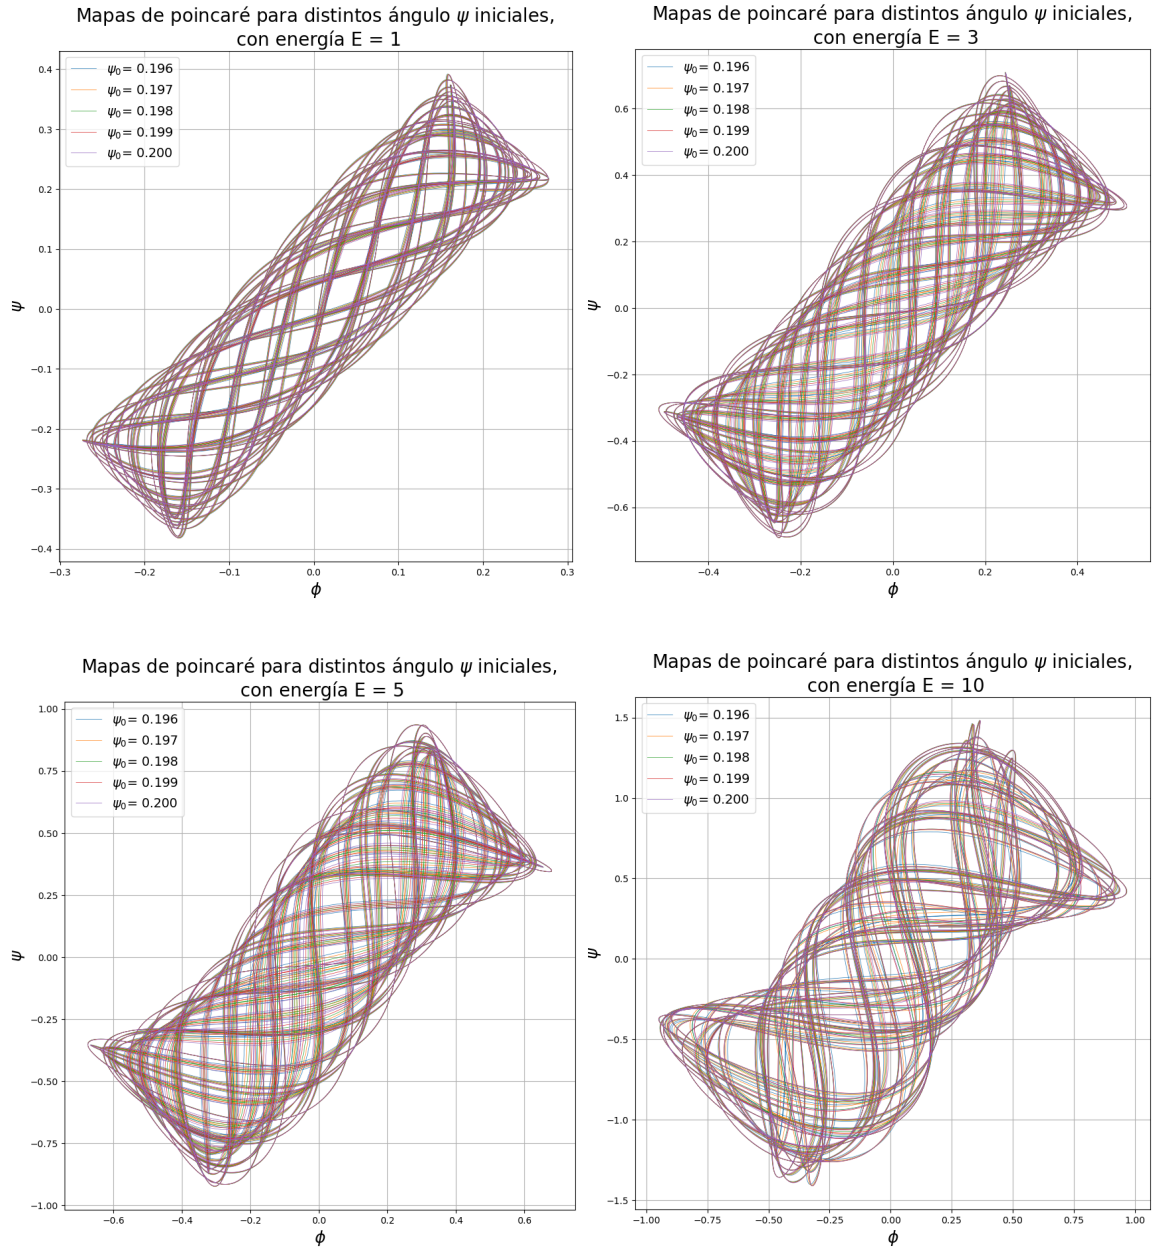 Mapas de poincaré para distintos ángulo ψ iniciales,
con energía E = 1
ψ₀= 0.196
ψ₀= 0.197
ψ₀= 0.198
ψ₀= 0.199
ψ₀= 0.200
0.4
0.3
0.2
0.1
0.0
−0.1
−0.2
−0.3
−0.4
ψ
−0.3 −0.2 −0.1 0.0 0.1 0.2 0.3
ϕ
Mapas de poincaré para distintos ángulo ψ iniciales,
con energía E = 3
ψ₀= 0.196
ψ₀= 0.197
ψ₀= 0.198
ψ₀= 0.199
ψ₀= 0.200
0.6
0.4
0.2
0.0
−0.2
−0.4
−0.6
ψ
−0.4 −0.2 0.0 0.2 0.4
ϕ
Mapas de poincaré para distintos ángulo ψ iniciales,
con energía E = 5
ψ₀= 0.196
ψ₀= 0.197
ψ₀= 0.198
ψ₀= 0.199
ψ₀= 0.200
1.00
0.75
0.50
0.25
0.00
−0.25
−0.50
−0.75
−1.00
ψ
−0.6 −0.4 −0.2 0.0 0.2 0.4 0.6
ϕ
Mapas de poincaré para distintos ángulo ψ iniciales,
con energía E = 10
ψ₀= 0.196
ψ₀= 0.197
ψ₀= 0.198
ψ₀= 0.199
ψ₀= 0.200
1.5
1.0
0.5
0.0
−0.5
−1.0
−1.5
ψ
−1.00 −0.75 −0.50 −0.25 0.00 0.25 0.50 0.75 1.00
ϕ